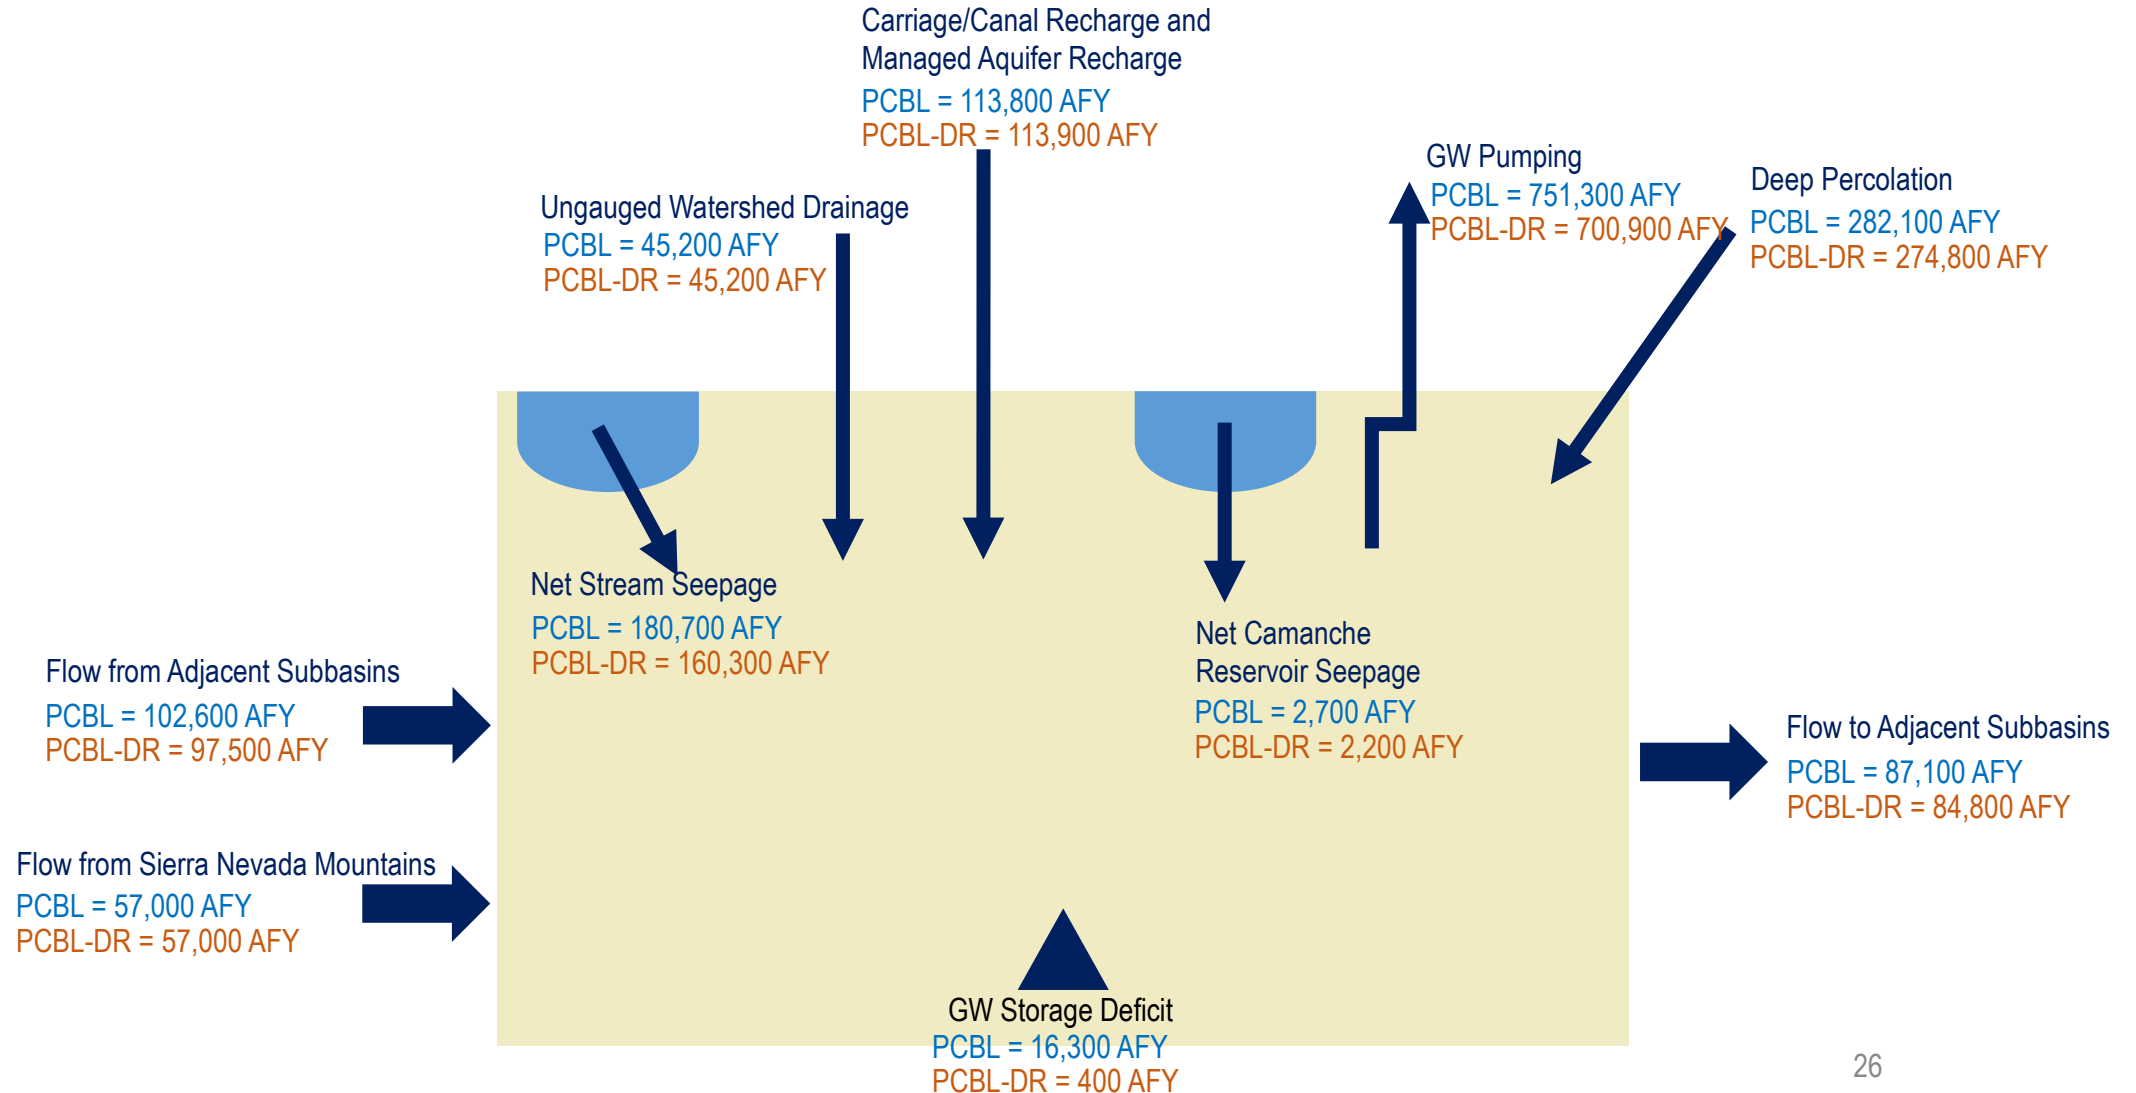 Carriage/Canal Recharge and
Managed Aquifer Recharge
PCBL = 113,800 AFY
PCBL-DR = 113,900 AFY
GW Pumping
PCBL = 751,300 AFY
PCBL-DR = 700,900 AFY
Deep Percolation
PCBL = 282,100 AFY
PCBL-DR = 274,800 AFY
Ungauged Watershed Drainage
PCBL = 45,200 AFY
PCBL-DR = 45,200 AFY
Net Stream Seepage
PCBL = 180,700 AFY
PCBL-DR = 160,300 AFY
Net Camanche
Reservoir Seepage
PCBL = 2,700 AFY
PCBL-DR = 2,200 AFY
Flow from Adjacent Subbasins
PCBL = 102,600 AFY
PCBL-DR = 97,500 AFY
Flow to Adjacent Subbasins
PCBL = 87,100 AFY
PCBL-DR = 84,800 AFY
Flow from Sierra Nevada Mountains
PCBL = 57,000 AFY
PCBL-DR = 57,000 AFY
GW Storage Deficit
PCBL = 16,300 AFY
PCBL-DR = 400 AFY
26